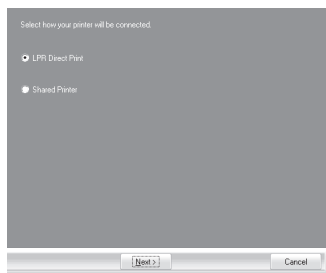 Select how your printer will be connected.
LPR Direct Print
Shared Printer
Next >
Cancel